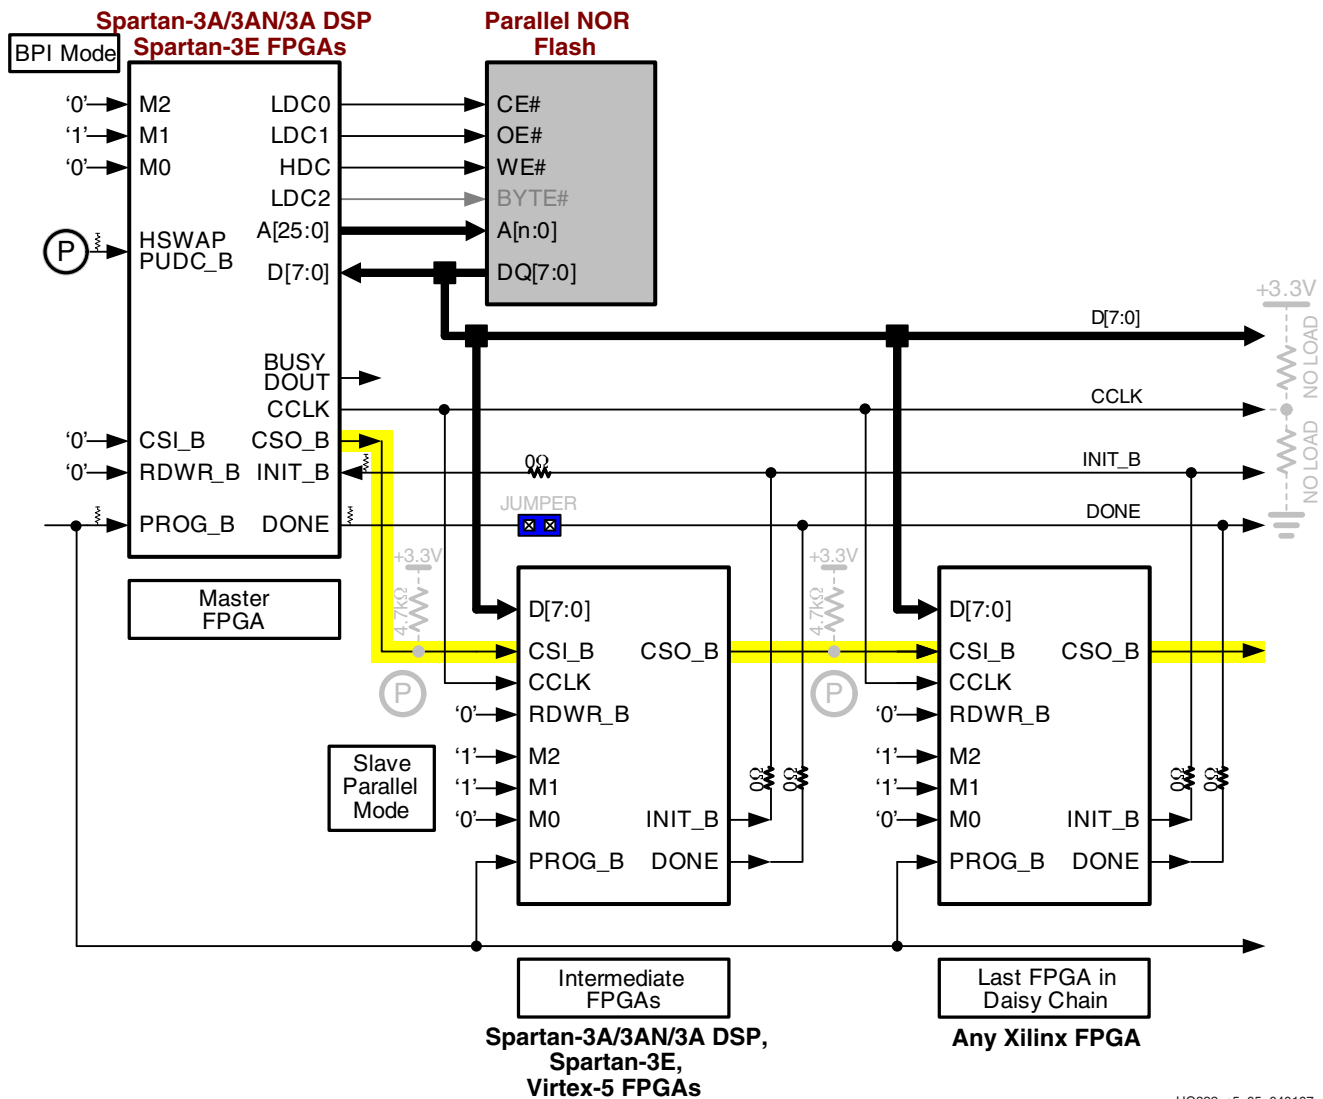 Spartan-3A/3AN/3A DSP
Spartan-3E FPGAs
Parallel NOR
Flash
BPI Mode
‘0’ M2 LDC0 CE#
‘1’ M1 LDC1 OE#
‘0’ M0 HDC WE#
LDC2 BYTE#
A[25:0] A[n:0]
P HSWAP
PUDC_B
D[7:0] DQ[7:0]
+3.3V
D[7:0]
NO LOAD
BUSY
DOUT
CCLK CCLK
‘0’ CSI_B CSO_B
‘0’ RDWR_B INIT_B 0Ω INIT_B
NO LOAD
JUMPER
PROG_B DONE DONE
+3.3V +3.3V
Master
FPGA
4.7kΩ 4.7kΩ
D[7:0] D[7:0]
CSI_B CSO_B CSI_B CSO_B
P CCLK P CCLK
‘0’ RDWR_B ‘0’ RDWR_B
Slave
Parallel
Mode
‘1’ M2 0Ω 0Ω ‘1’ M2 0Ω 0Ω
‘1’ M1 ‘1’ M1
‘0’ M0 INIT_B ‘0’ M0 INIT_B
PROG_B DONE PROG_B DONE
Intermediate
FPGAs
Last FPGA in
Daisy Chain
Spartan-3A/3AN/3A DSP,
Spartan-3E,
Virtex-5 FPGAs
Any Xilinx FPGA